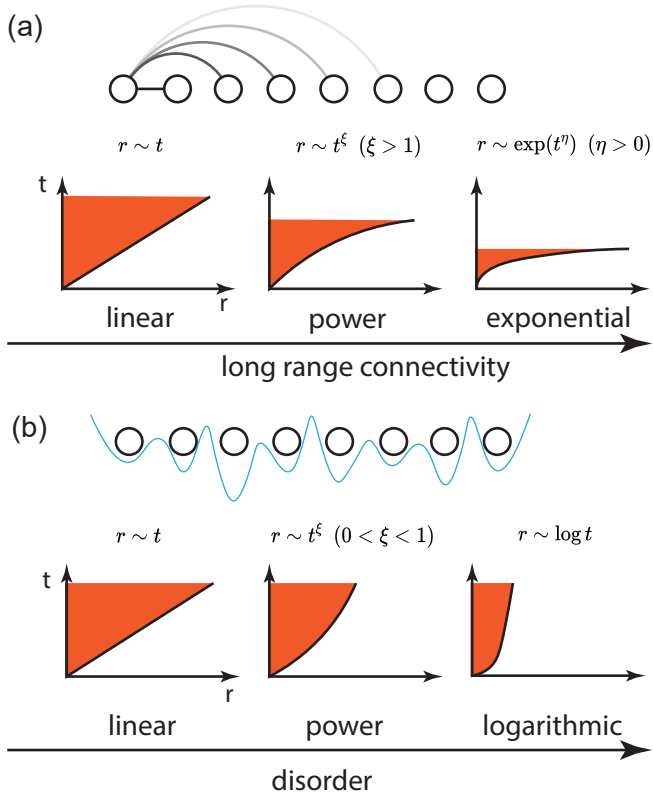 (a)
r ∼ t
r ∼ t^ξ (ξ > 1)
r ∼ exp(t^η) (η > 0)
t
r
linear
power
exponential
long range connectivity
(b)
r ∼ t
r ∼ t^ξ (0 < ξ < 1)
r ∼ log t
t
r
linear
power
logarithmic
disorder